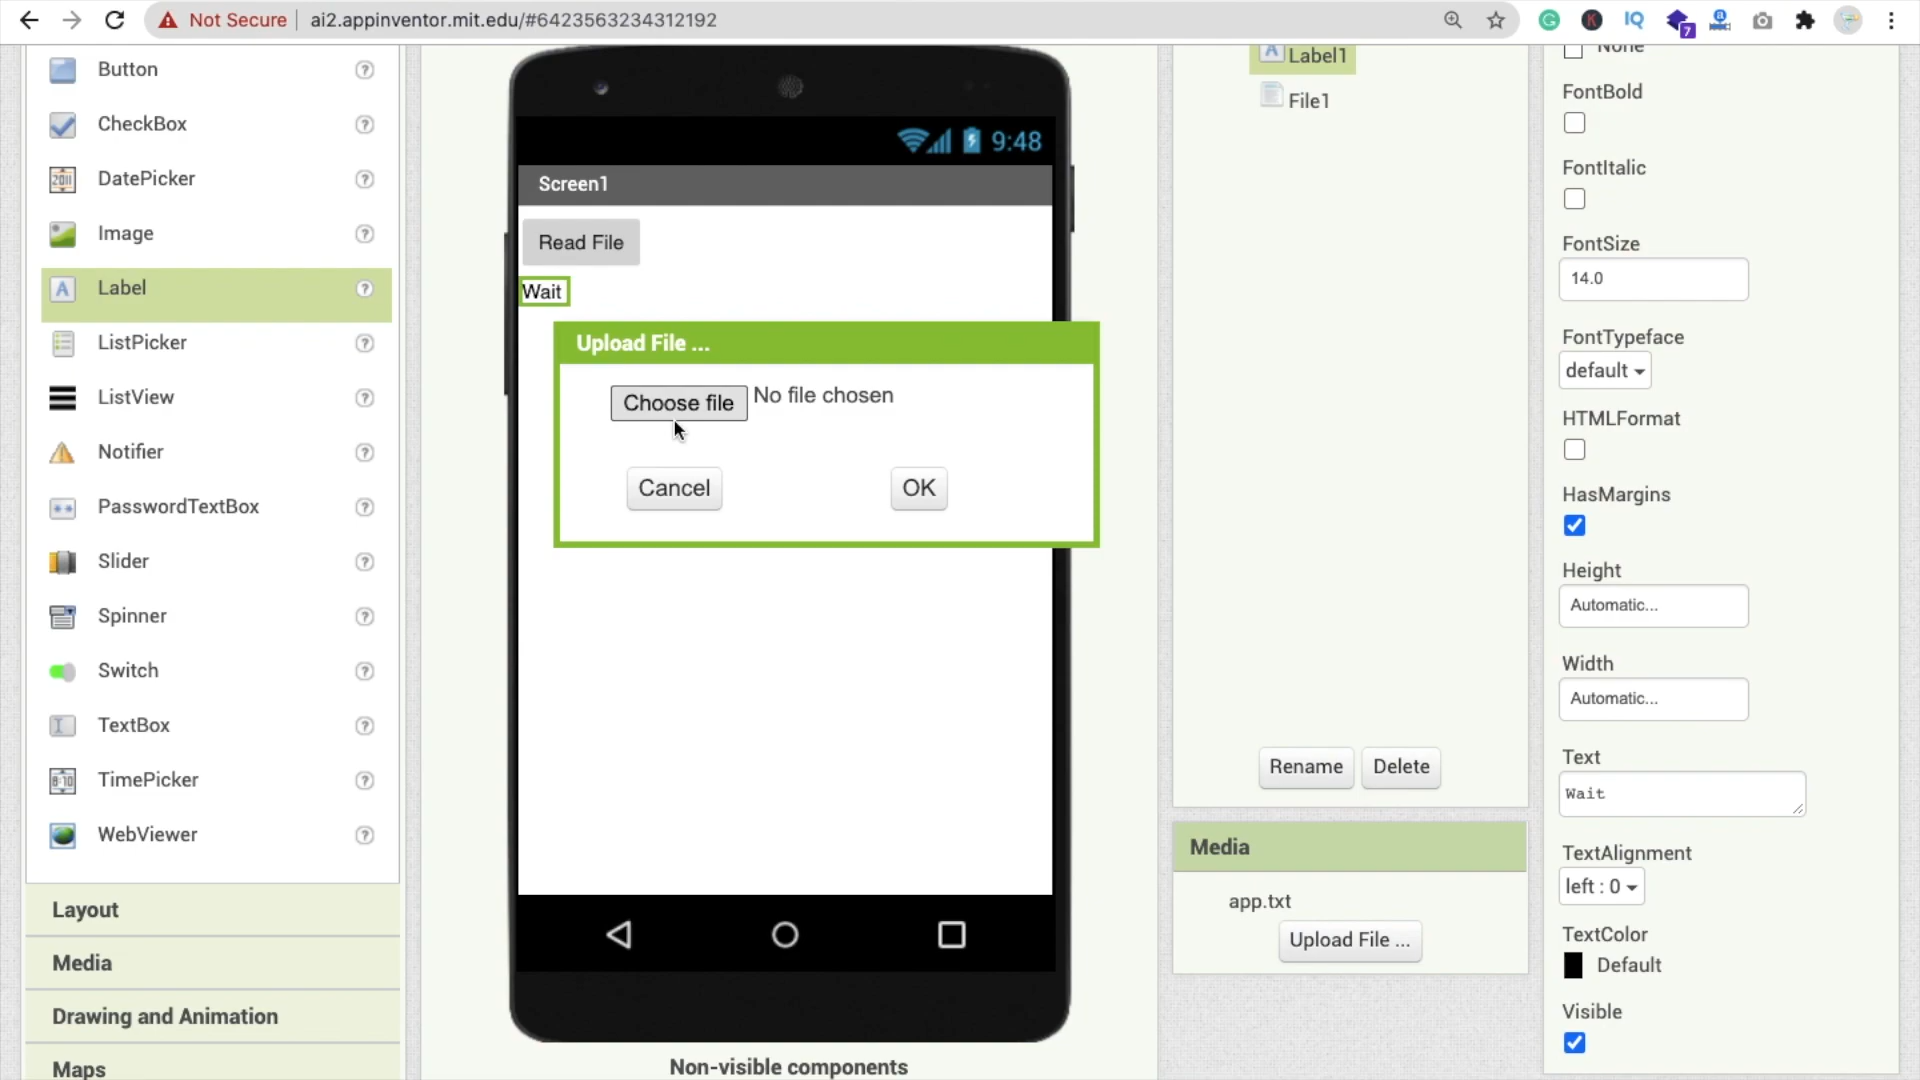 Not Secure ai2.appinventor.mit.edu/#6423563234312192
IQ
7
Button
CheckBox
DatePicker
Image
Label
ListPicker
ListView
Notifier
PasswordTextBox
Slider
Spinner
Switch
TextBox
TimePicker
WebViewer
Layout
Media
Drawing and Animation
Maps
9:48
Screen1
Read File
Wait
Upload File ...
Choose file No file chosen
Cancel OK
Non-visible components
Label1
File1
Rename Delete
Media
app.txt
Upload File ...
None
FontBold
FontItalic
FontSize
14.0
FontTypeface
default
HTMLFormat
HasMargins
Height
Automatic...
Width
Automatic...
Text
Wait
TextAlignment
left : 0
TextColor
Default
Visible